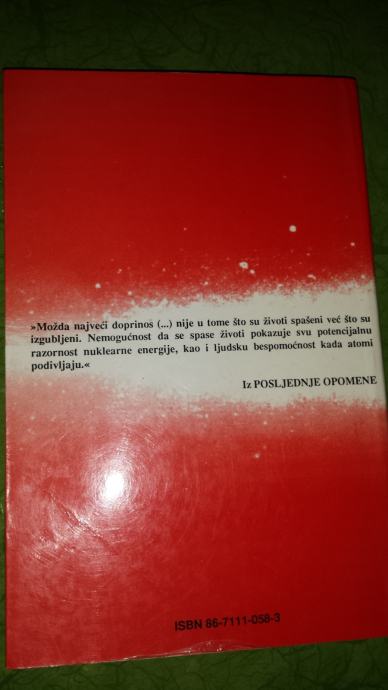 »Možda najveći doprinos (...) nije u tome što su životi spašeni već što su
izgubljeni. Nemogućnost da se spase životi pokazuje svu potencijalnu
razornost nuklearne energije, kao i ljudsku bespomoćnost kada atomi
podivljaju.«
Iz POSLJEDNJE OPOMENE
ISBN 86-7111-058-3